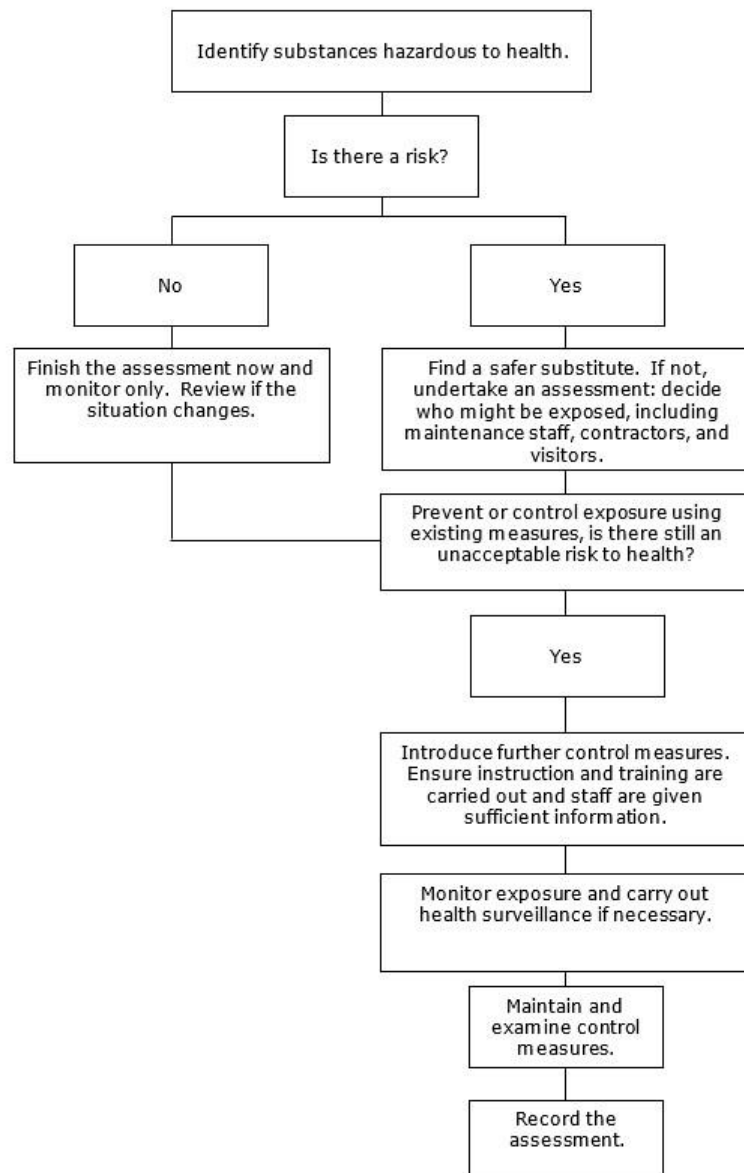 Identify substances hazardous to health.
Is there a risk?
No
Yes
Finish the assessment now and
monitor only. Review if the
situation changes.
Find a safer substitute. If not,
undertake an assessment: decide
who might be exposed, including
maintenance staff, contractors, and
visitors.
Prevent or control exposure using
existing measures, is there still an
unacceptable risk to health?
Yes
Introduce further control measures.
Ensure instruction and training are
carried out and staff are given
sufficient information.
Monitor exposure and carry out
health surveillance if necessary.
Maintain and
examine control
measures.
Record the
assessment.